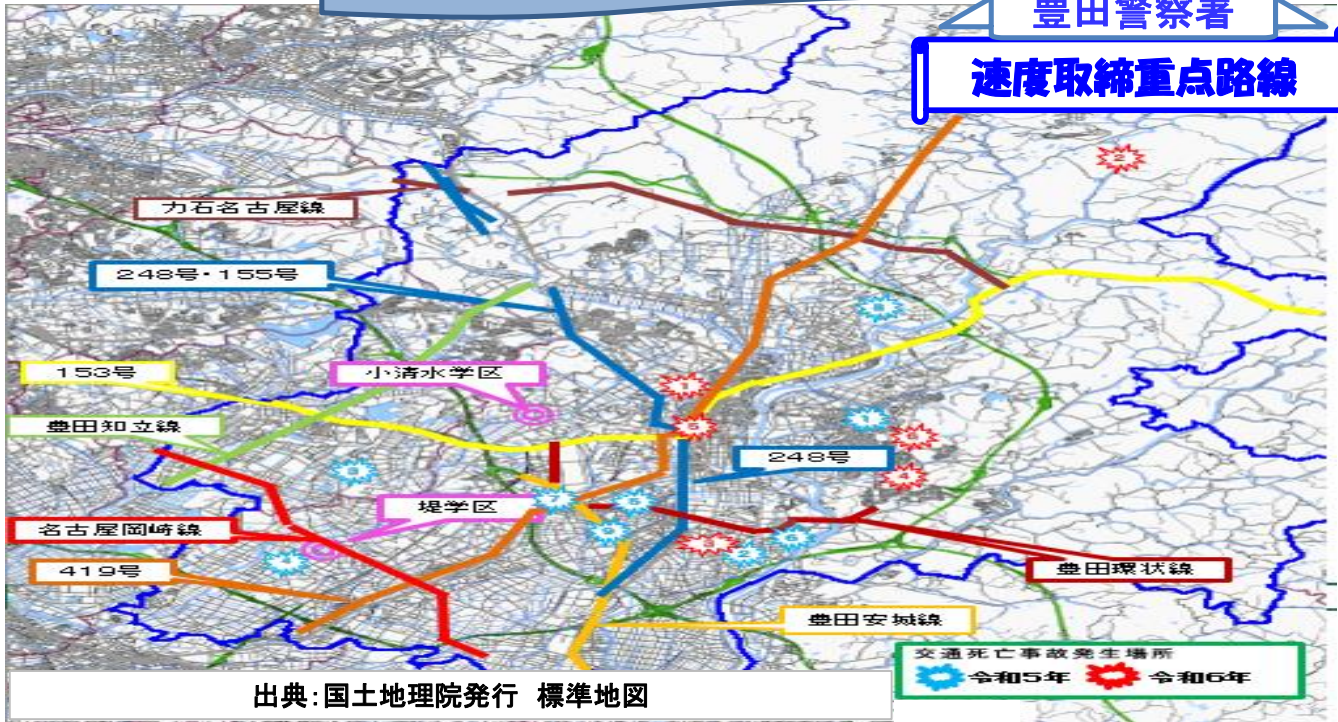 豊田警察署
速度取締重点路線
力石名古屋線
248号・155号
153号
小清水学区
豊田知立線
248号
堤学区
名古屋岡崎線
419号
豊田環状線
豊田安城線
交通死亡事故発生場所
令和5年 令和6年
出典:国土地理院発行 標準地図